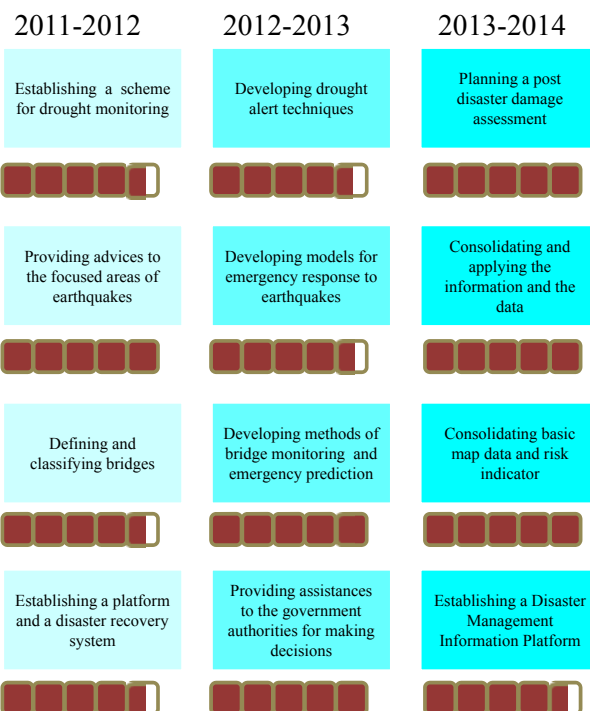 2011-2012
2012-2013
2013-2014
Establishing a scheme
for drought monitoring
Developing drought
alert techniques
Planning a post
disaster damage
assessment
Providing advices to
the focused areas of
earthquakes
Developing models for
emergency response to
earthquakes
Consolidating and
applying the
information and the
data
Defining and
classifying bridges
Developing methods of
bridge monitoring and
emergency prediction
Consolidating basic
map data and risk
indicator
Establishing a platform
and a disaster recovery
system
Providing assistances
to the government
authorities for making
decisions
Establishing a Disaster
Management
Information Platform